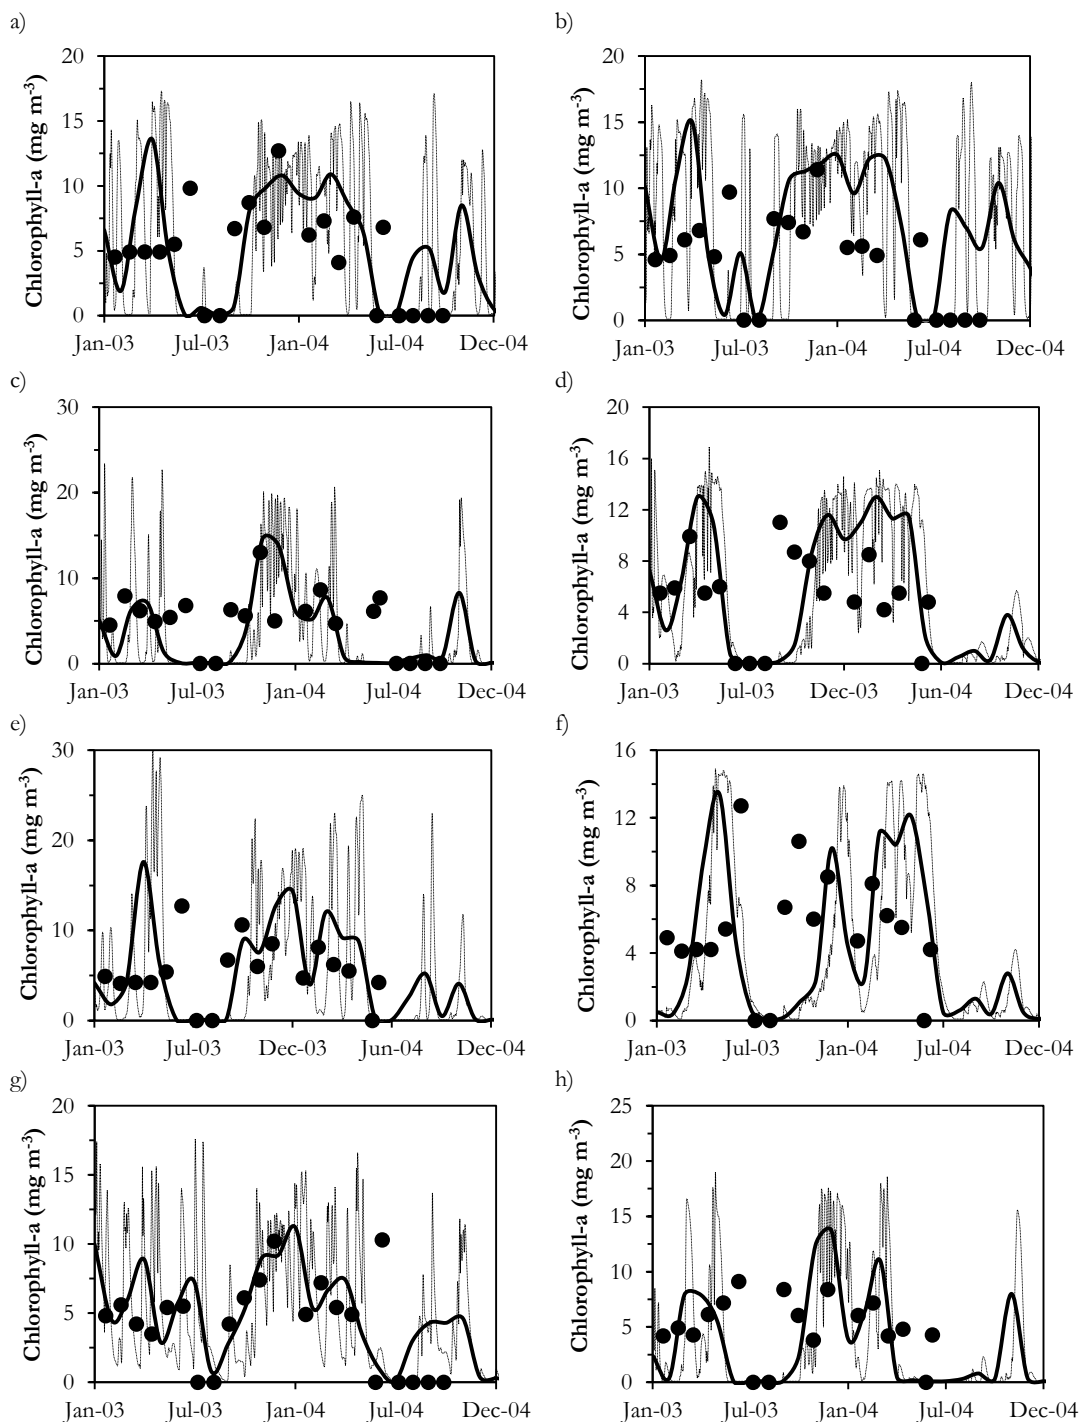 a)
b)
Chlorophyll-a (mg m-3)
20
15
10
5
0
Jan-03 Jul-03 Jan-04 Jul-04 Dec-04
Chlorophyll-a (mg m-3)
20
15
10
5
0
Jan-03 Jul-03 Jan-04 Jul-04 Dec-04
c)
d)
Chlorophyll-a (mg m-3)
30
20
10
0
Jan-03 Jul-03 Jan-04 Jul-04 Dec-04
Chlorophyll-a (mg m-3)
20
16
12
8
4
0
Jan-03 Jul-03 Dec-03 Jun-04 Dec-04
e)
f)
Chlorophyll-a (mg m-3)
30
20
10
0
Jan-03 Jul-03 Dec-03 Jun-04 Dec-04
Chlorophyll-a (mg m-3)
16
12
8
4
0
Jan-03 Jul-03 Jan-04 Jul-04 Dec-04
g)
h)
Chlorophyll-a (mg m-3)
20
15
10
5
0
Jan-03 Jul-03 Jan-04 Jul-04 Dec-04
Chlorophyll-a (mg m-3)
25
20
15
10
5
0
Jan-03 Jul-03 Jan-04 Jul-04 Dec-04